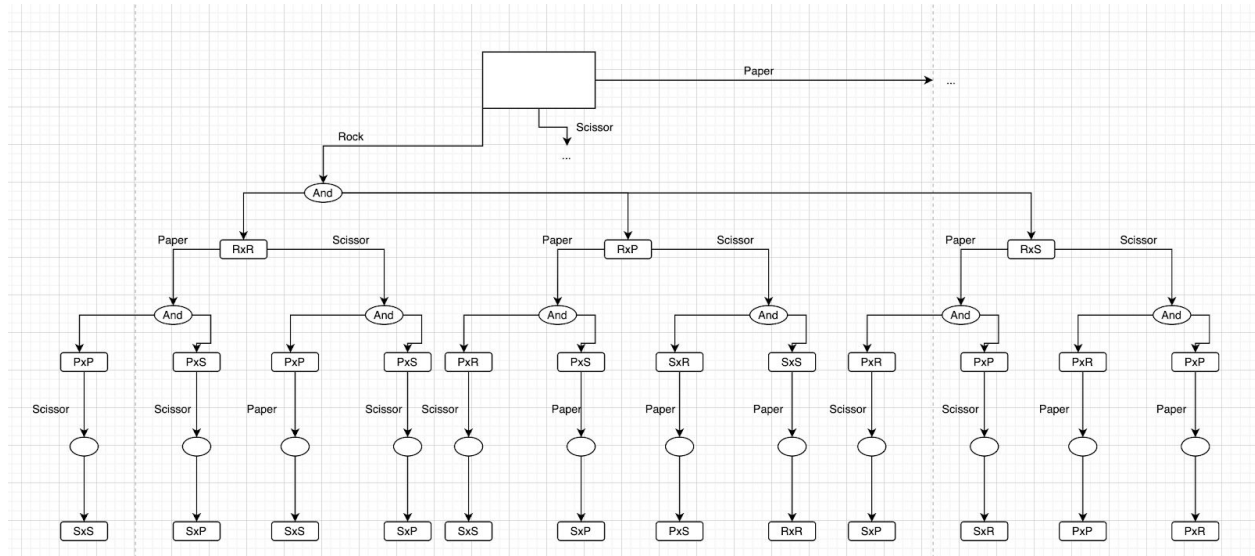 Paper
...
Scissor
Rock
...
And
Paper
RxR
Scissor
Paper
RxP
Scissor
Paper
RxS
Scissor
And
And
And
And
And
And
PxP
PxS
PxP
PxS
PxR
PxS
SxR
SxS
PxR
PxP
PxR
PxP
Scissor
Scissor
Paper
Scissor
Scissor
Paper
Paper
Paper
Scissor
Scissor
Paper
Paper
SxS
SxP
SxS
SxP
SxS
SxP
PxS
RxR
SxP
SxR
PxP
PxR